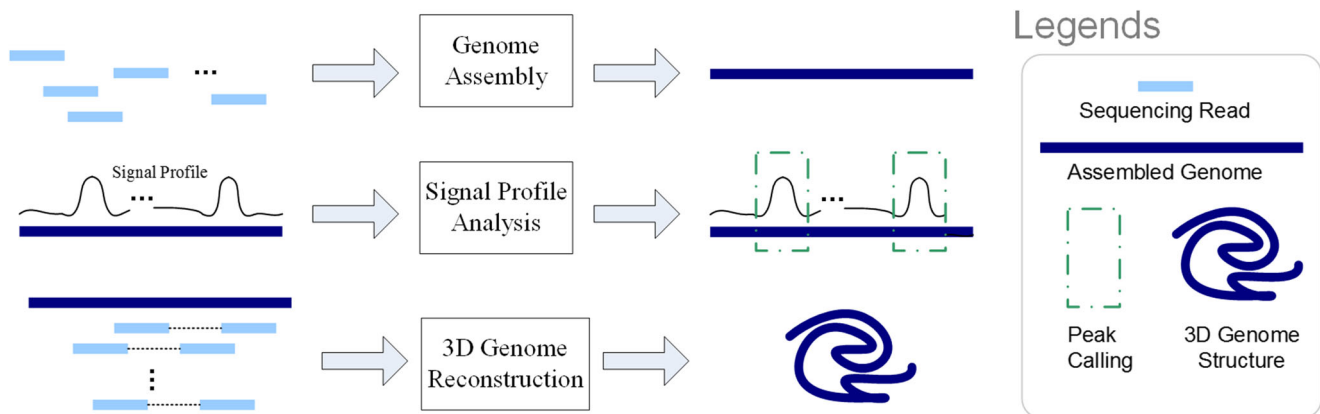 Genome
Assembly
Signal Profile
Signal Profile
Analysis
3D Genome
Reconstruction
Legends
Sequencing Read
Assembled Genome
Peak
Calling
3D Genome
Structure